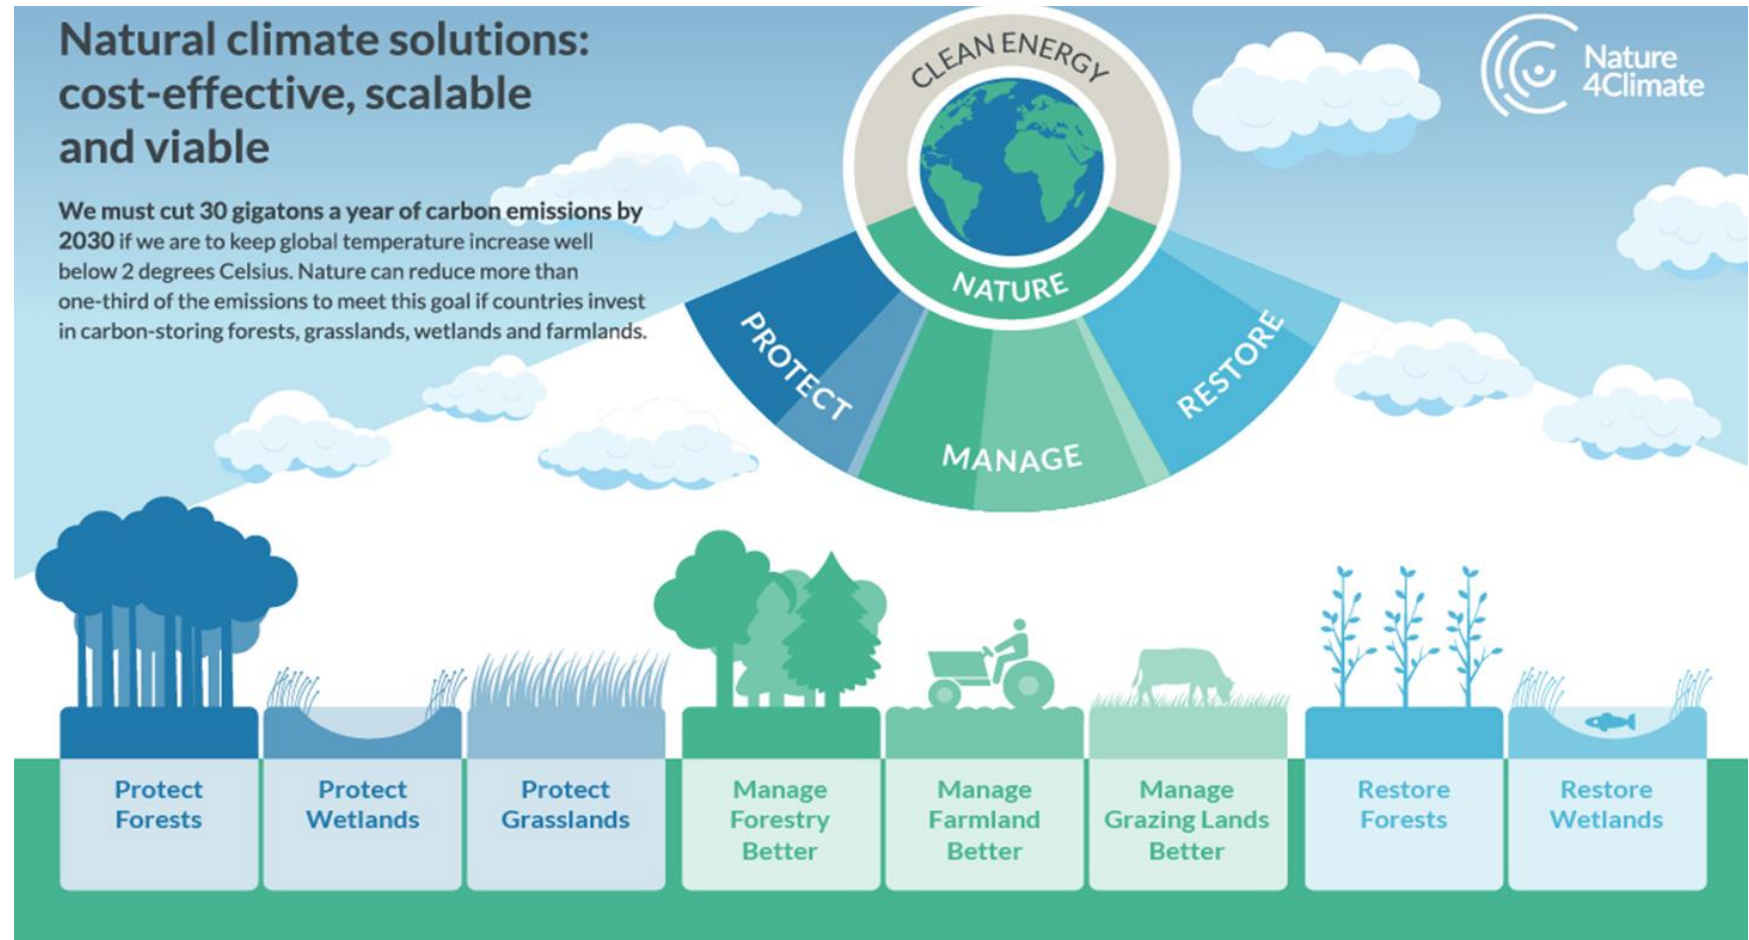 Natural climate solutions:
cost-effective, scalable
and viable
We must cut 30 gigatons a year of carbon emissions by
2030 if we are to keep global temperature increase well
below 2 degrees Celsius. Nature can reduce more than
one-third of the emissions to meet this goal if countries invest
in carbon-storing forests, grasslands, wetlands and farmlands.
CLEAN ENERGY
NATURE
PROTECT
MANAGE
RESTORE
Nature
4Climate
Protect
Forests
Protect
Wetlands
Protect
Grasslands
Manage
Forestry
Better
Manage
Farmland
Better
Manage
Grazing Lands
Better
Restore
Forests
Restore
Wetlands